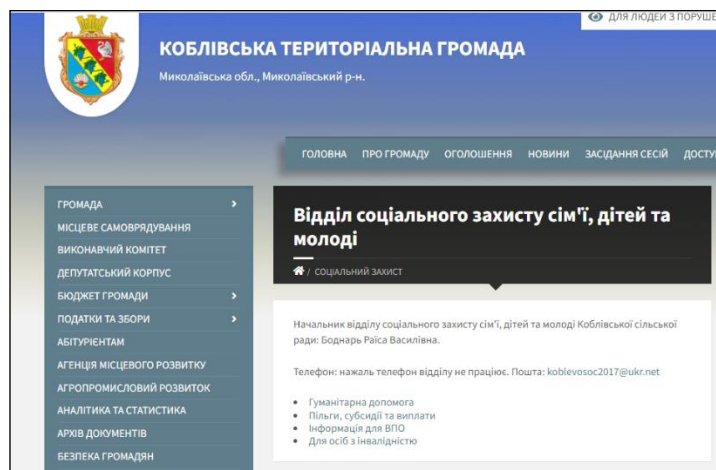 ДЛЯ ЛЮДЕЙ З ПОРУШЕ
КОБЛІВСЬКА ТЕРИТОРІАЛЬНА ГРОМАДА
Миколаївська обл., Миколаївський р-н.
ГОЛОВНА ПРО ГРОМАДУ ОГОЛОШЕННЯ НОВИНИ ЗАСІДАННЯ СЕСІЙ ДОСТУ
ГРОМАДА
МІСЦЕВЕ САМОВРЯДУВАННЯ
ВИКОНАВЧИЙ КОМІТЕТ
ДЕПУТАТСЬКИЙ КОРПУС
БЮДЖЕТ ГРОМАДИ
ПОДАТКИ ТА ЗБОРИ
АБІТУРІЄНТАМ
АГЕНЦІЯ МІСЦЕВОГО РОЗВИТКУ
АГРОПРОМИСЛОВИЙ РОЗВИТОК
АНАЛІТИКА ТА СТАТИСТИКА
АРХІВ ДОКУМЕНТІВ
БЕЗПЕКА ГРОМАДЯН
Відділ соціального захисту сім'ї, дітей та
молоді
/ СОЦІАЛЬНИЙ ЗАХИСТ
Начальник відділу соціального захисту сім'ї, дітей та молоді Коблівської сільської
ради: Боднарь Раїса Василівна.
Телефон: нажаль телефон відділу не працює. Пошта: koblevosoc2017@ukr.net
• Гуманітарна допомога
• Пільги, субсидії та виплати
• Інформація для ВПО
• Для осіб з інвалідністю